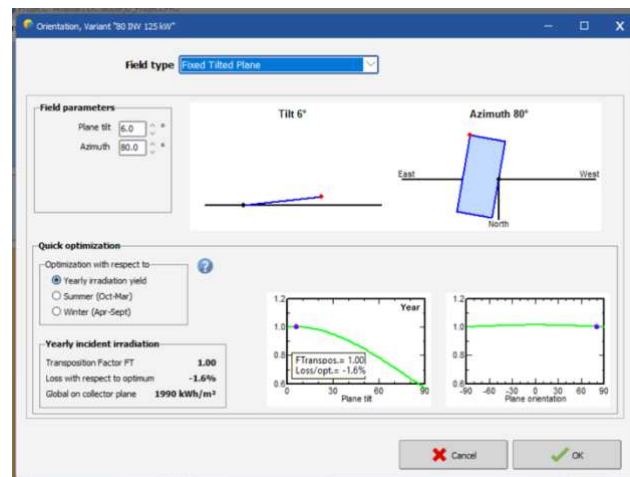 Orientation, Variant "80 INV 125 kW"
Field type Fixed Tilted Plane
Field parameters
Plane tilt 6.0 °
Azimuth 80.0 °
Tilt 6°
Azimuth 80°
East
West
North
Quick optimization
Optimization with respect to
Yearly irradiation yield
Summer (Oct-Mar)
Winter (Apr-Sept)
?
Yearly incident irradiation
Transposition Factor FT 1.00
Loss with respect to optimum -1.6%
Global on collector plane 1990 kWh/m²
1.2
1.0
0.8
0.6
Year
FTranspos.= 1.00
Loss/opt.= -1.6%
0 30 60 90
Plane tilt
1.2
1.0
0.8
0.6
-90 -60 -30 0 30 60 90
Plane orientation
Cancel
OK